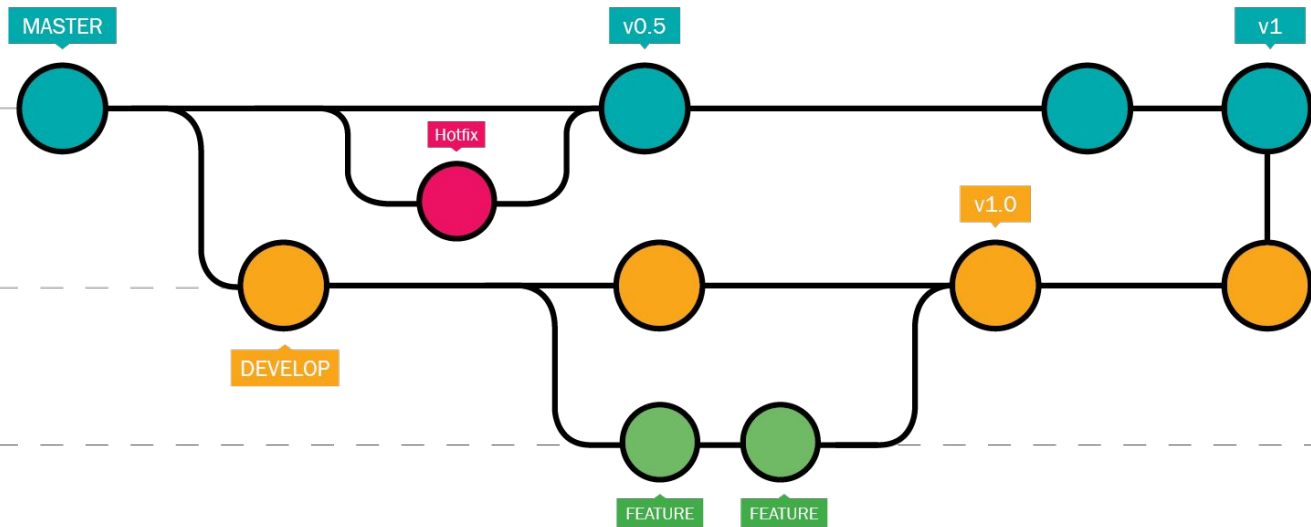 MASTER
v0.5
v1
Hotfix
v1.0
DEVELOP
FEATURE
FEATURE